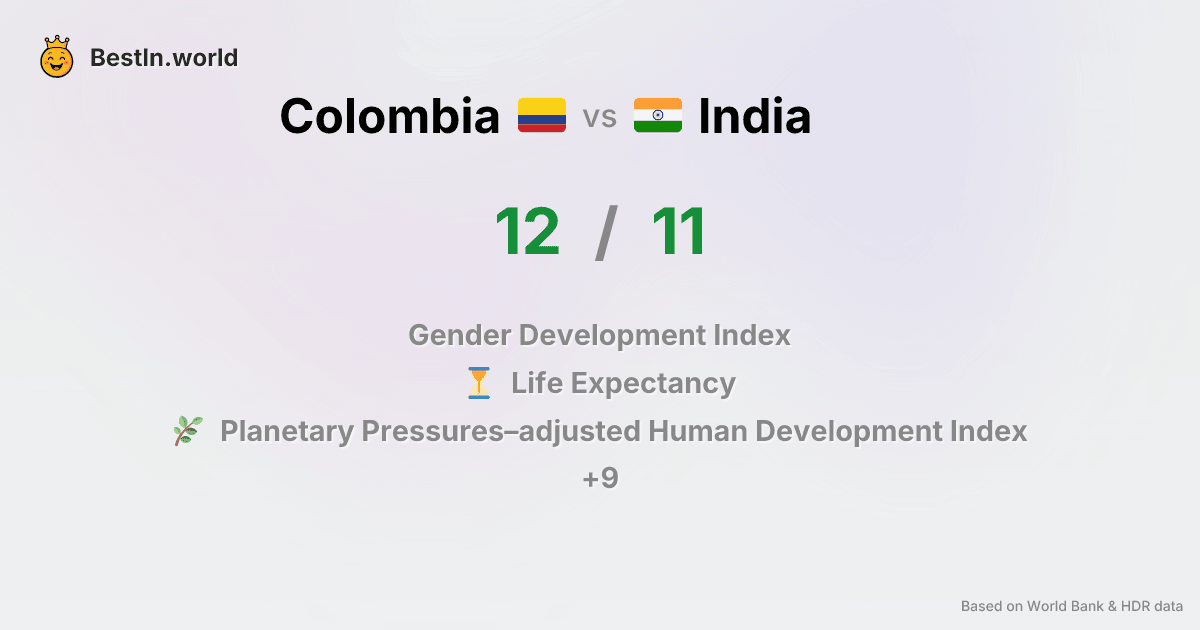 BestIn.world
Colombia vs India
12 / 11
Gender Development Index
Life Expectancy
Planetary Pressures–adjusted Human Development Index
+9
Based on World Bank & HDR data